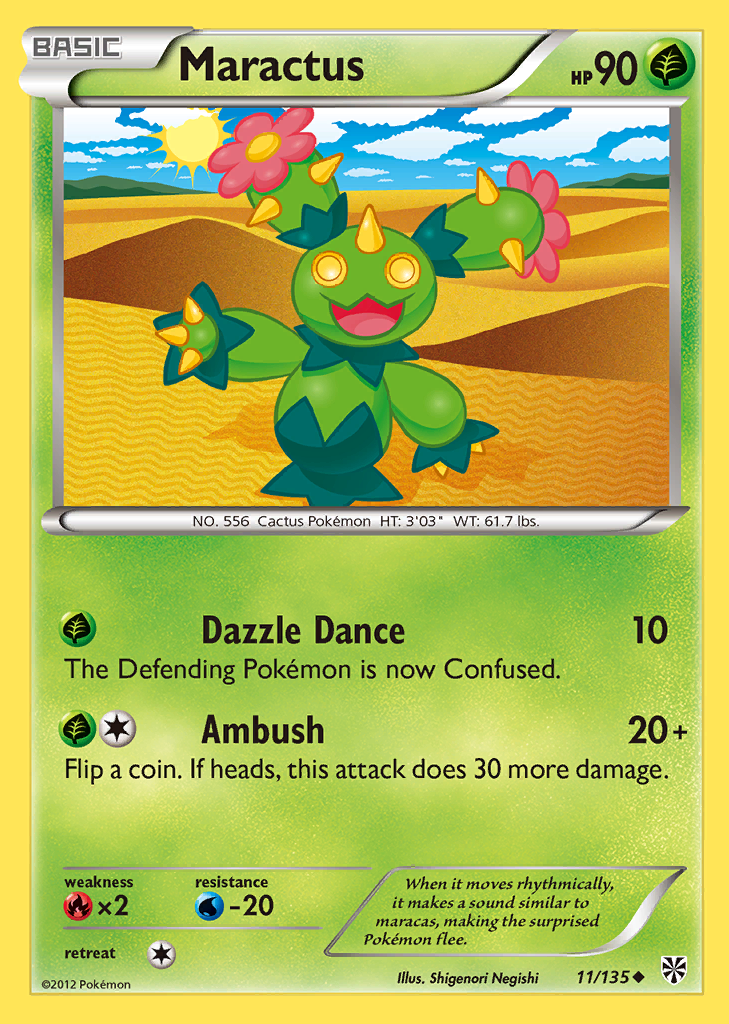 BASIC
Maractus
HP 90
NO. 556 Cactus Pokémon HT: 3'03" WT: 61.7 lbs.
Dazzle Dance 10
The Defending Pokémon is now Confused.
Ambush 20+
Flip a coin. If heads, this attack does 30 more damage.
weakness resistance
×2 -20
retreat
When it moves rhythmically,
it makes a sound similar to
maracas, making the surprised
Pokémon flee.
©2012 Pokémon Illus. Shigenori Negishi 11/135